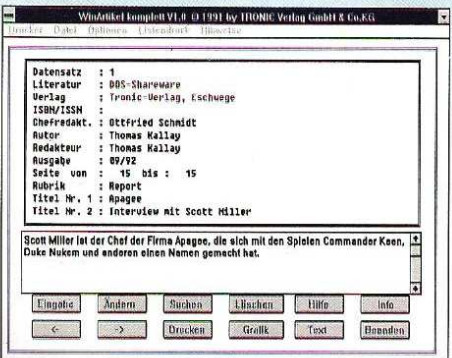 WinArtikel komplett V1.0 © 1991 by TRONIC Verlag GmbH & Co.KG
Drucker Datei Optionen Listendruck Hinweise
Datensatz : 1
Literatur : DOS-Shareware
Verlag : Tronic-Verlag, Eschwege
ISBN/ISSN :
Chefredakt. : Ottfried Schmidt
Autor : Thomas Kallay
Redakteur : Thomas Kallay
Ausgabe : 09/92
Seite von : 15 bis : 15
Rubrik : Report
Titel Nr. 1 : Apagee
Titel Nr. 2 : Interview mit Scott Miller
Scott Miller ist der Chef der Firma Apagee, die sich mit den Spielen Commander Keen,
Duke Nukem und anderen einen Namen gemacht hat.
Eingabe Ändern Suchen Löschen Hilfe Info
<- -> Drucken Grafik Text Beenden